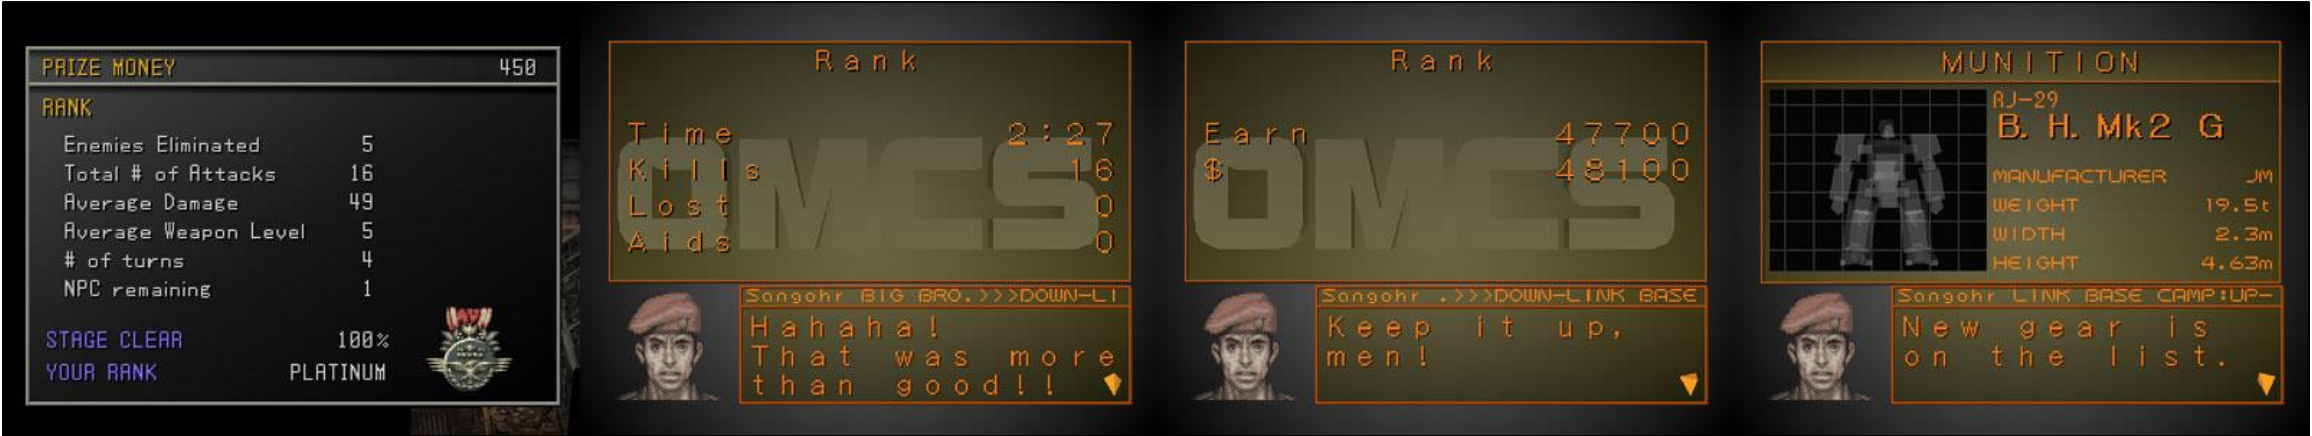 PRIZE MONEY 450
RANK
Enemies Eliminated 5
Total # of Attacks 16
Average Damage 49
Average Weapon Level 5
# of turns 4
NPC remaining 1
STAGE CLEAR 100%
YOUR RANK PLATINUM
Rank
OMCS
Time 2:27
Kills 16
Lost 0
Aids 0
Sangohr BIG BRO.>>>DOWN-LI
Hahaha!
That was more
than good!!
Rank
OMCS
Earn 47700
$ 48100
Sangohr .>>>DOWN-LINK BASE
Keep it up,
men!
MUNITION
RJ-29
B. H. Mk2 G
MANUFACTURER JM
WEIGHT 19.5t
WIDTH 2.3m
HEIGHT 4.63m
Sangohr LINK BASE CAMP:UP-
New gear is
on the list.